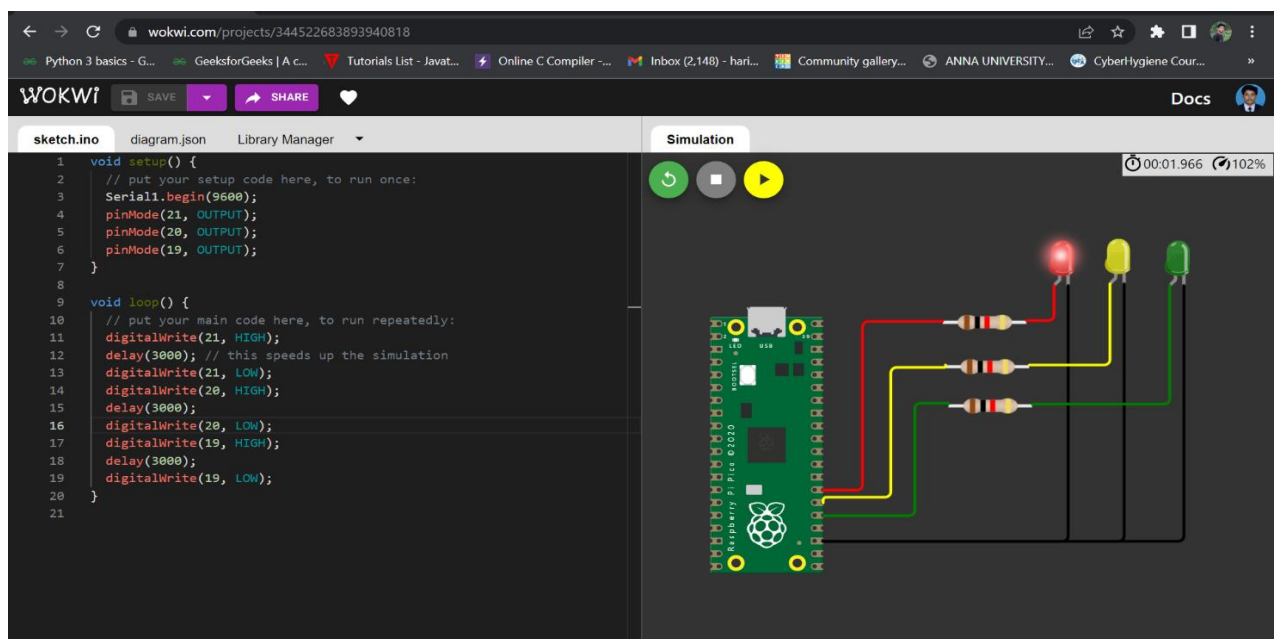 wokwi.com/projects/344522683893940818
Python 3 basics - G... GeeksforGeeks | A c... Tutorials List - Javat... Online C Compiler -... Inbox (2,148) - hari... Community gallery... ANNA UNIVERSITY... CyberHygiene Cour... »
WOKWI SAVE SHARE Docs
sketch.ino diagram.json Library Manager
1 void setup() {
2 // put your setup code here, to run once:
3 Serial1.begin(9600);
4 pinMode(21, OUTPUT);
5 pinMode(20, OUTPUT);
6 pinMode(19, OUTPUT);
7 }
8
9 void loop() {
10 // put your main code here, to run repeatedly:
11 digitalWrite(21, HIGH);
12 delay(3000); // this speeds up the simulation
13 digitalWrite(21, LOW);
14 digitalWrite(20, HIGH);
15 delay(3000);
16 digitalWrite(20, LOW);
17 digitalWrite(19, HIGH);
18 delay(3000);
19 digitalWrite(19, LOW);
20 }
21
Simulation
00:01.966 102%
LED USB
BOOTSEL
Raspberry Pi Pico ©2020